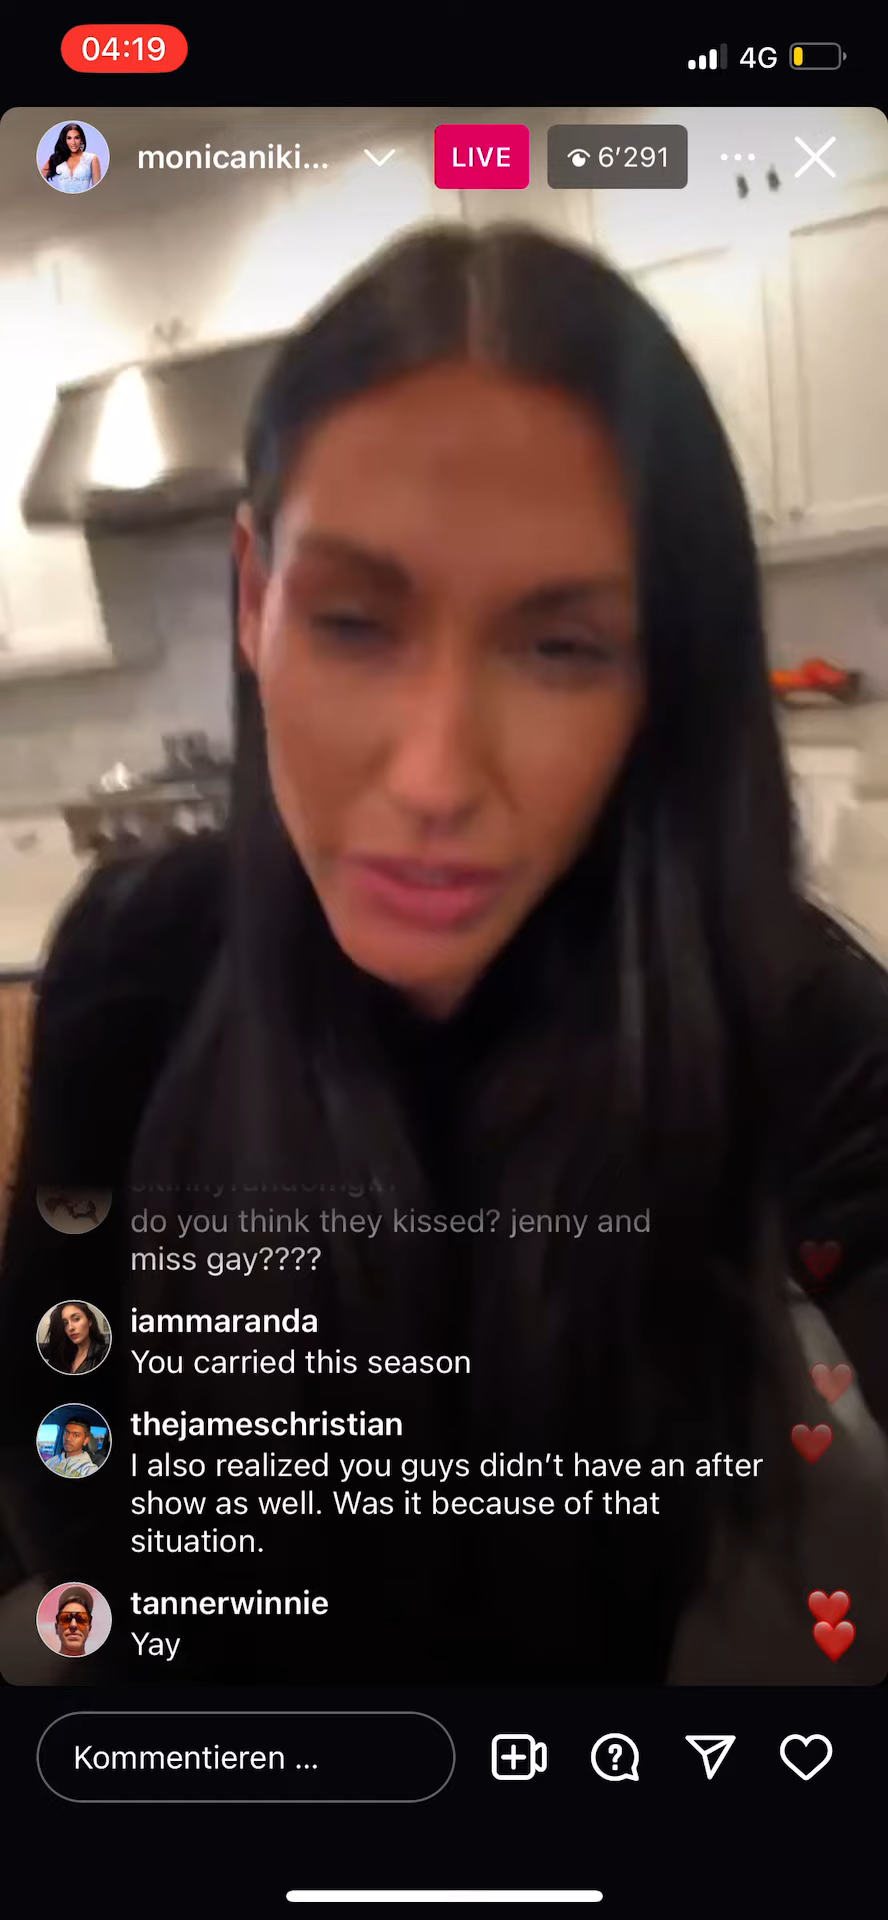 04:19
4G
monicaniki...
LIVE
6’291
do you think they kissed? jenny and
miss gay????
iammaranda
You carried this season
thejameschristian
I also realized you guys didn’t have an after
show as well. Was it because of that
situation.
tannerwinnie
Yay
Kommentieren ...